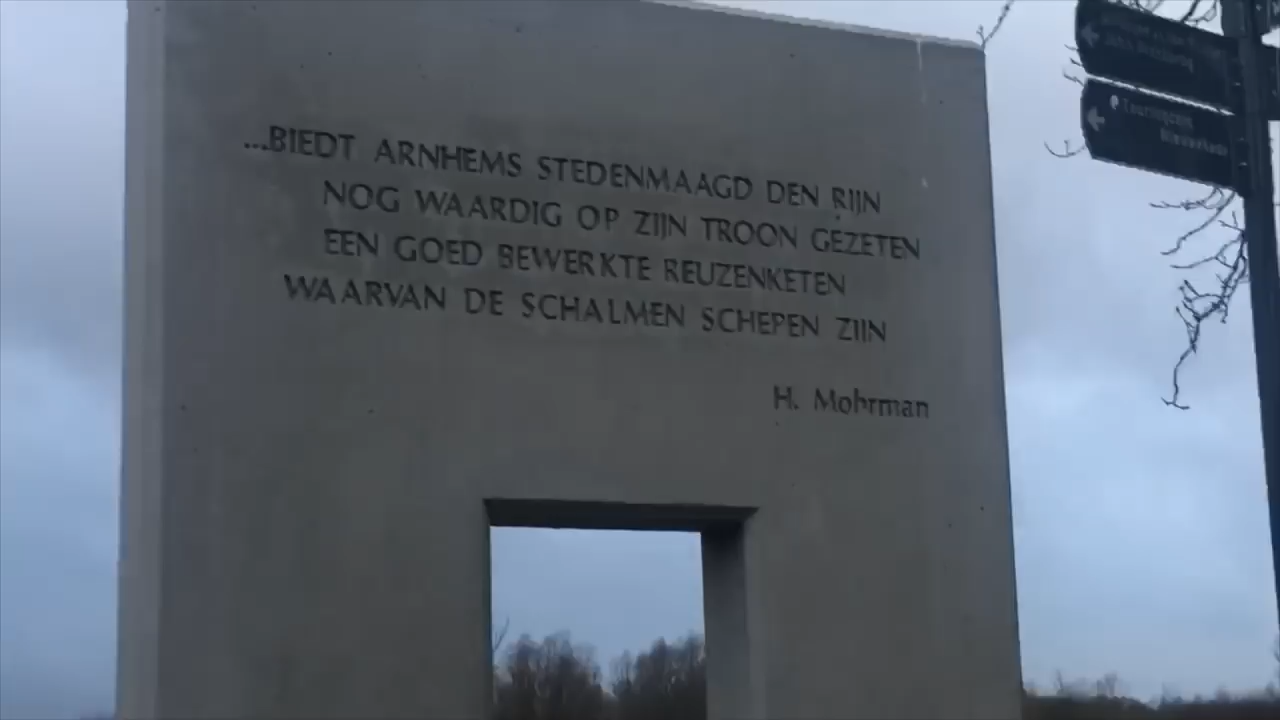 ...BIEDT ARNHEMS STEDENMAAGD DEN RIJN
NOG WAARDIG OP ZIJN TROON GEZETEN
EEN GOED BEWERKTE REUZENKETEN
WAARVAN DE SCHALMEN SCHEPEN ZIJN
H. Mohrman